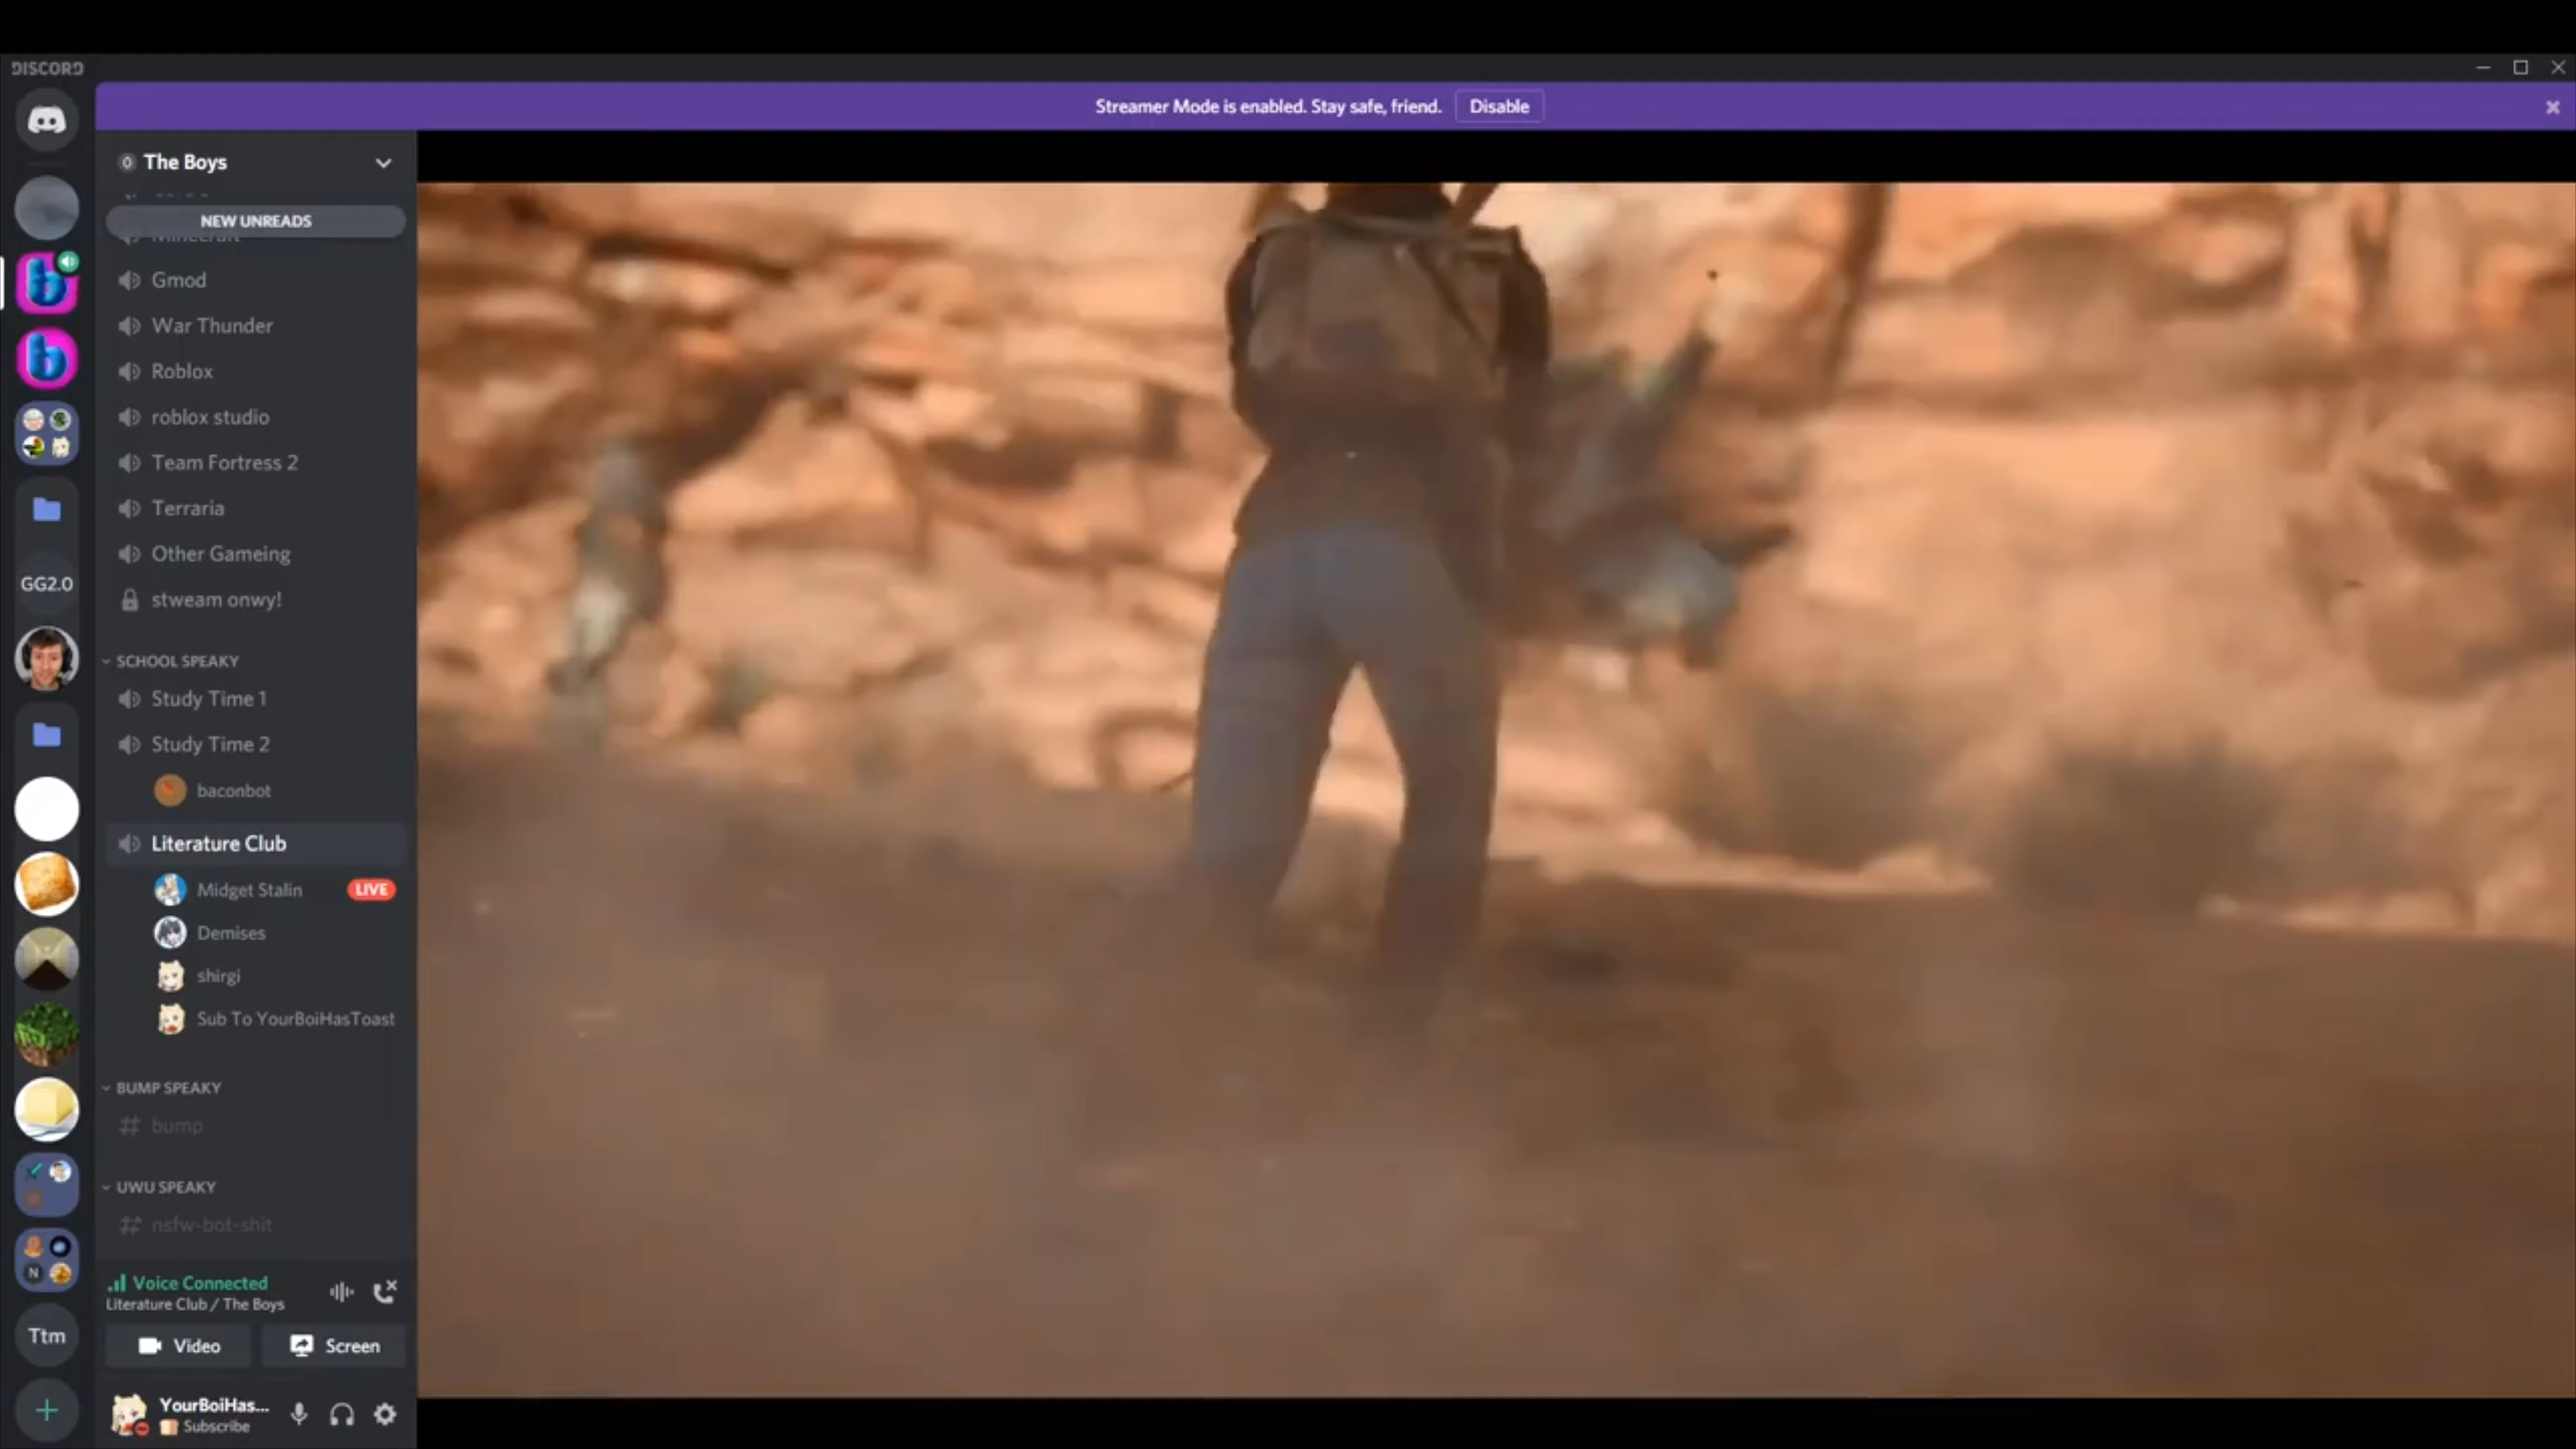 DISCORD
Streamer Mode is enabled. Stay safe, friend.
Disable
The Boys
NEW UNREADS
Minecraft
Gmod
War Thunder
Roblox
roblox studio
Team Fortress 2
Terraria
Other Gameing
stweam onwy!
SCHOOL SPEAKY
Study Time 1
Study Time 2
baconbot
Literature Club
Midget Stalin LIVE
Demises
shirgi
Sub To YourBoiHasToast
BUMP SPEAKY
bump
UWU SPEAKY
nsfw-bot-shit
Voice Connected
Literature Club / The Boys
Video Screen
YourBoiHas...
Subscribe
GG2.0
N
Ttm